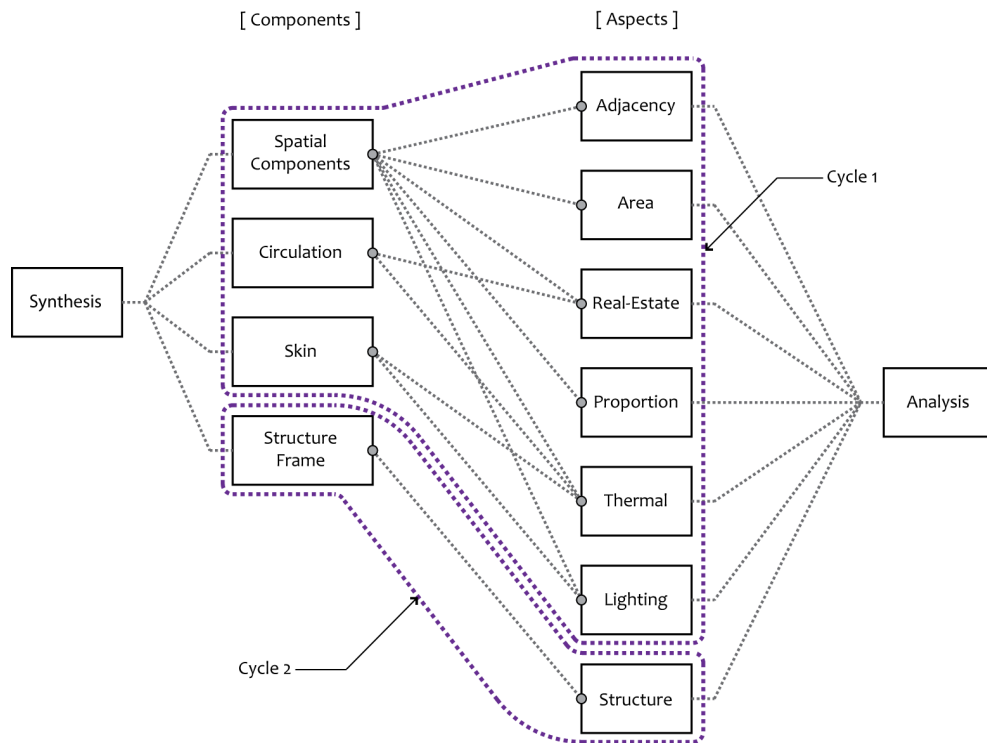 [ Components ]
[ Aspects ]
Spatial
Components
Circulation
Skin
Structure
Frame
Synthesis
Adjacency
Area
Real-Estate
Proportion
Thermal
Lighting
Structure
Cycle 1
Analysis
Cycle 2